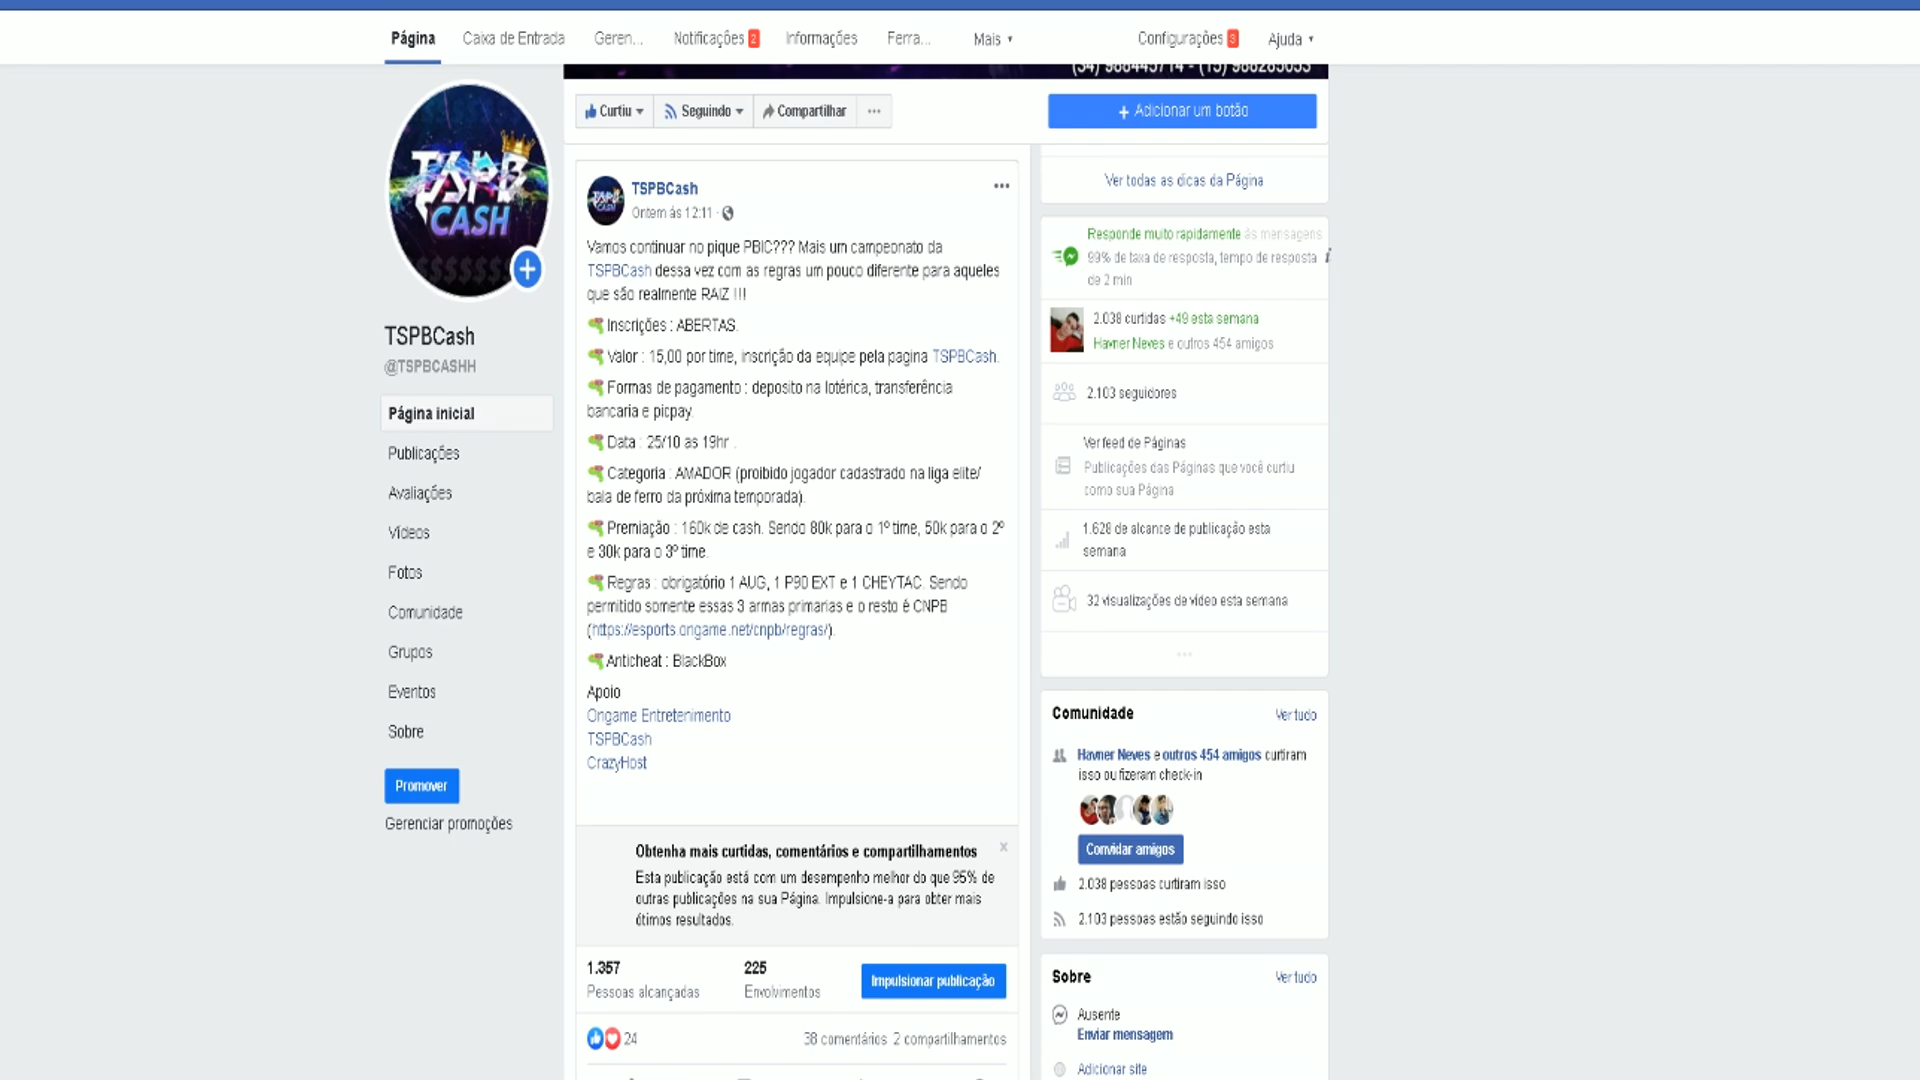 Página Caixa de Entrada Geren... Notificações 2 Informações Ferra... Mais Configurações 3 Ajuda
(34) 988445714 - (15) 988285053
Curtiu Seguindo Compartilhar ··· + Adicionar um botão
TSPB
CASH
$$$$$
TSPBCash
@TSPBCASHH
Página inicial
Publicações
Avaliações
Vídeos
Fotos
Comunidade
Grupos
Eventos
Sobre
Promover
Gerenciar promoções
TSPBCash
Ontem às 12:11 ·
Vamos continuar no pique PBIC??? Mais um campeonato da
TSPBCash dessa vez com as regras um pouco diferente para aqueles
que são realmente RAIZ !!!
Inscrições : ABERTAS.
Valor : 15,00 por time, inscrição da equipe pela pagina TSPBCash.
Formas de pagamento : deposito na lotérica, transferência
bancaria e picpay.
Data : 25/10 as 19hr .
Categoria : AMADOR (proibido jogador cadastrado na liga elite/
bala de ferro da próxima temporada).
Premiação : 160k de cash. Sendo 80k para o 1º time, 50k para o 2º
e 30k para o 3º time.
Regras : obrigatório 1 AUG, 1 P90 EXT e 1 CHEYTAC. Sendo
permitido somente essas 3 armas primarias e o resto é CNPB
(https://esports.ongame.net/cnpb/regras/).
Anticheat : BlackBox
Apoio
Ongame Entretenimento
TSPBCash
CrazyHost
Obtenha mais curtidas, comentários e compartilhamentos
Esta publicação está com um desempenho melhor do que 95% de
outras publicações na sua Página. Impulsione-a para obter mais
ótimos resultados.
1.357
Pessoas alcançadas
225
Envolvimentos
Impulsionar publicação
24 38 comentários 2 compartilhamentos
Ver todas as dicas da Página
Responde muito rapidamente às mensagens
99% de taxa de resposta, tempo de resposta
de 2 min
2.038 curtidas +49 esta semana
Havner Neves e outros 454 amigos
2.103 seguidores
Ver feed de Páginas
Publicações das Páginas que você curtiu
como sua Página
1.628 de alcance de publicação esta
semana
32 visualizações de vídeo esta semana
···
Comunidade Ver tudo
Havner Neves e outros 454 amigos curtiram
isso ou fizeram check-in
Convidar amigos
2.038 pessoas curtiram isso
2.103 pessoas estão seguindo isso
Sobre Ver tudo
Ausente
Enviar mensagem
Adicionar site